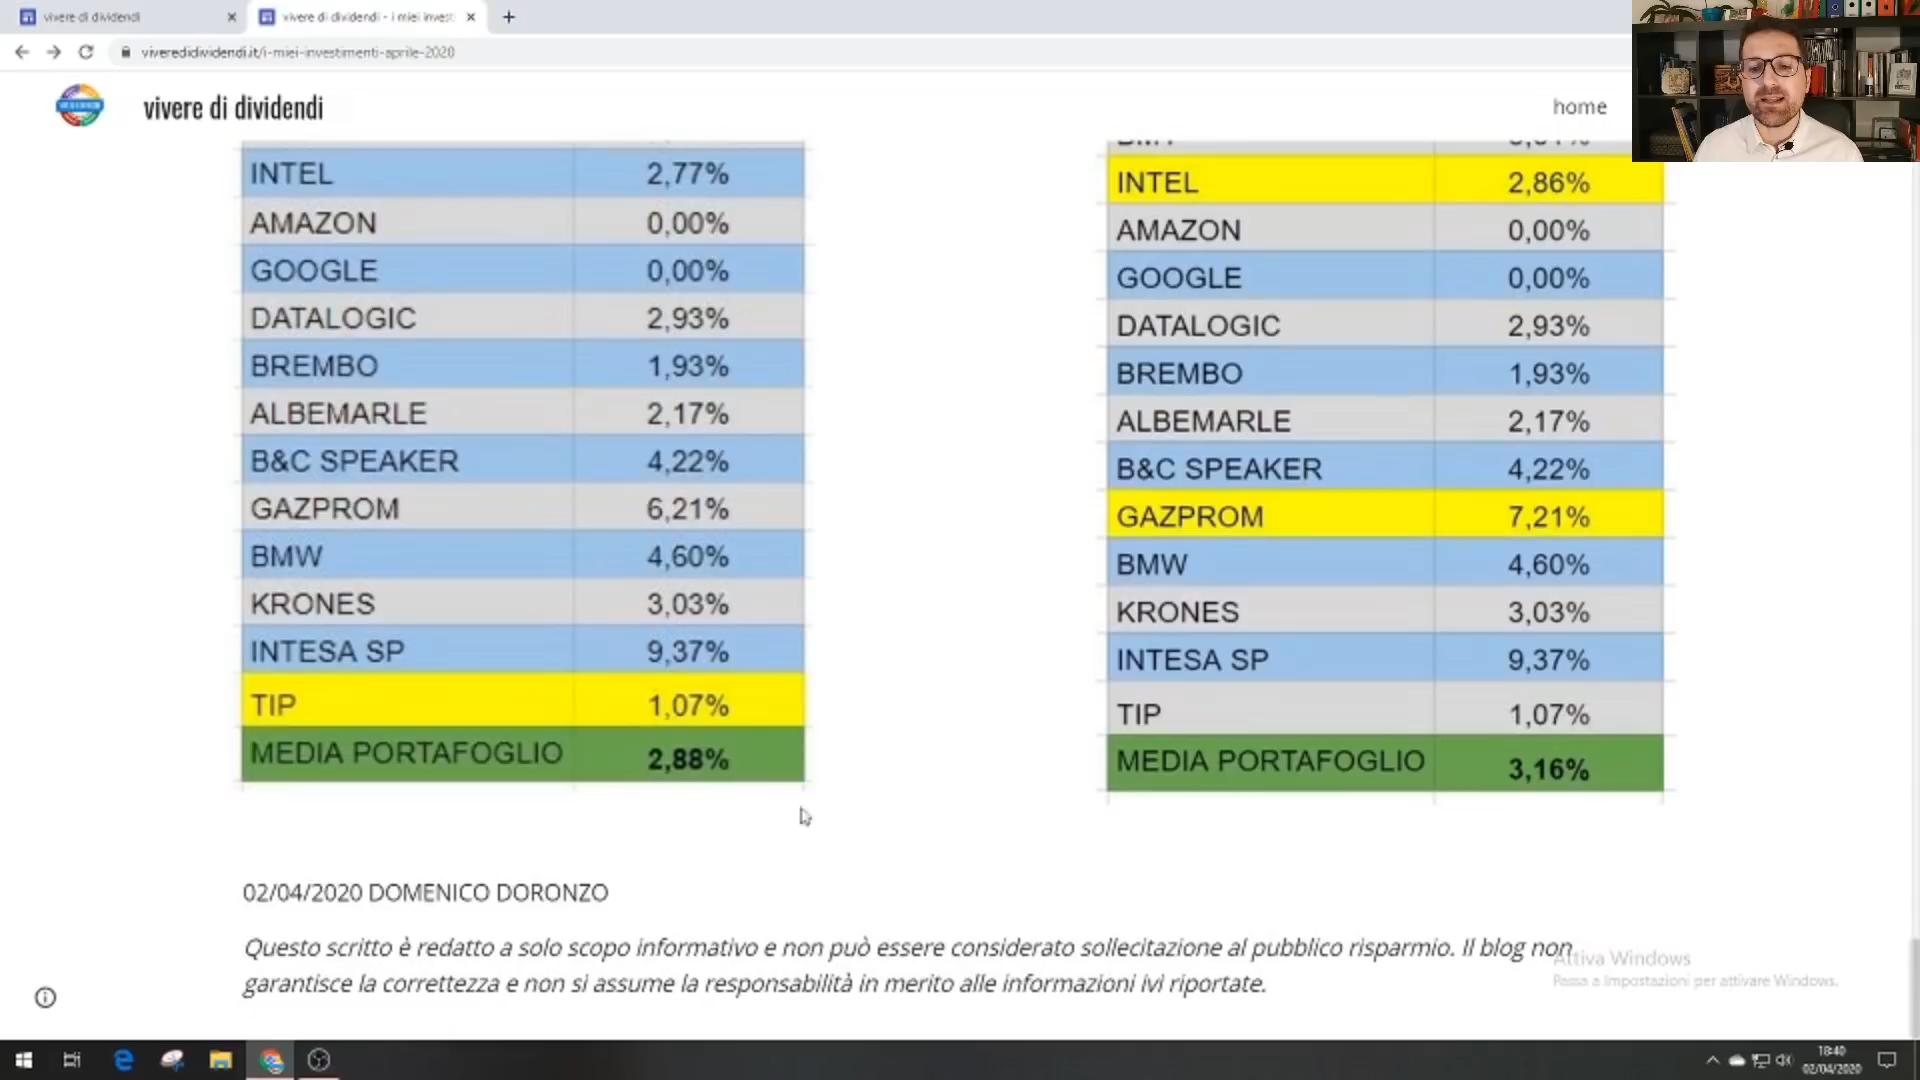 vivere di dividendi
vivere di dividendi - i miei invest
viveredidividendi.it/i-miei-investimenti-aprile-2020
vivere di dividendi
home
INTEL 2,77%
AMAZON 0,00%
GOOGLE 0,00%
DATALOGIC 2,93%
BREMBO 1,93%
ALBEMARLE 2,17%
B&C SPEAKER 4,22%
GAZPROM 6,21%
BMW 4,60%
KRONES 3,03%
INTESA SP 9,37%
TIP 1,07%
MEDIA PORTAFOGLIO 2,88%
INTEL 2,86%
AMAZON 0,00%
GOOGLE 0,00%
DATALOGIC 2,93%
BREMBO 1,93%
ALBEMARLE 2,17%
B&C SPEAKER 4,22%
GAZPROM 7,21%
BMW 4,60%
KRONES 3,03%
INTESA SP 9,37%
TIP 1,07%
MEDIA PORTAFOGLIO 3,16%
02/04/2020 DOMENICO DORONZO
Questo scritto è redatto a solo scopo informativo e non può essere considerato sollecitazione al pubblico risparmio. Il blog non
garantisce la correttezza e non si assume la responsabilità in merito alle informazioni ivi riportate.
Attiva Windows
Passa a Impostazioni per attivare Windows.
18:40
02/04/2020